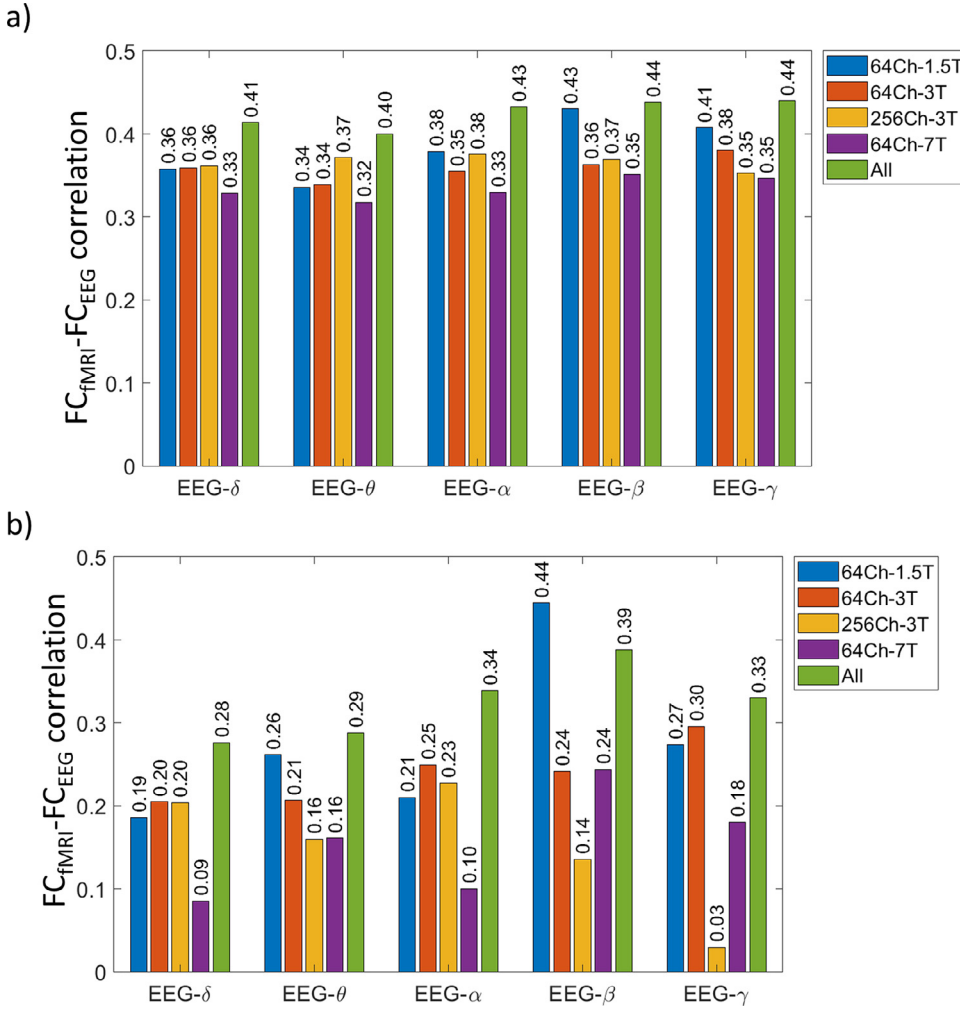 a)
0.5
0.4
0.3
0.2
0.1
0
FC_fMRI-FC_EEG correlation
0.36 0.36 0.36 0.33 0.41
0.34 0.34 0.37 0.32 0.40
0.38 0.35 0.38 0.33 0.43
0.43 0.36 0.37 0.35 0.44
0.41 0.38 0.35 0.35 0.44
EEG-δ EEG-θ EEG-α EEG-β EEG-γ
64Ch-1.5T
64Ch-3T
256Ch-3T
64Ch-7T
All
b)
0.5
0.4
0.3
0.2
0.1
0
FC_fMRI-FC_EEG correlation
0.19 0.20 0.20 0.09 0.28
0.26 0.21 0.16 0.16 0.29
0.21 0.25 0.23 0.10 0.34
0.44 0.24 0.14 0.24 0.39
0.27 0.30 0.03 0.18 0.33
EEG-δ EEG-θ EEG-α EEG-β EEG-γ
64Ch-1.5T
64Ch-3T
256Ch-3T
64Ch-7T
All